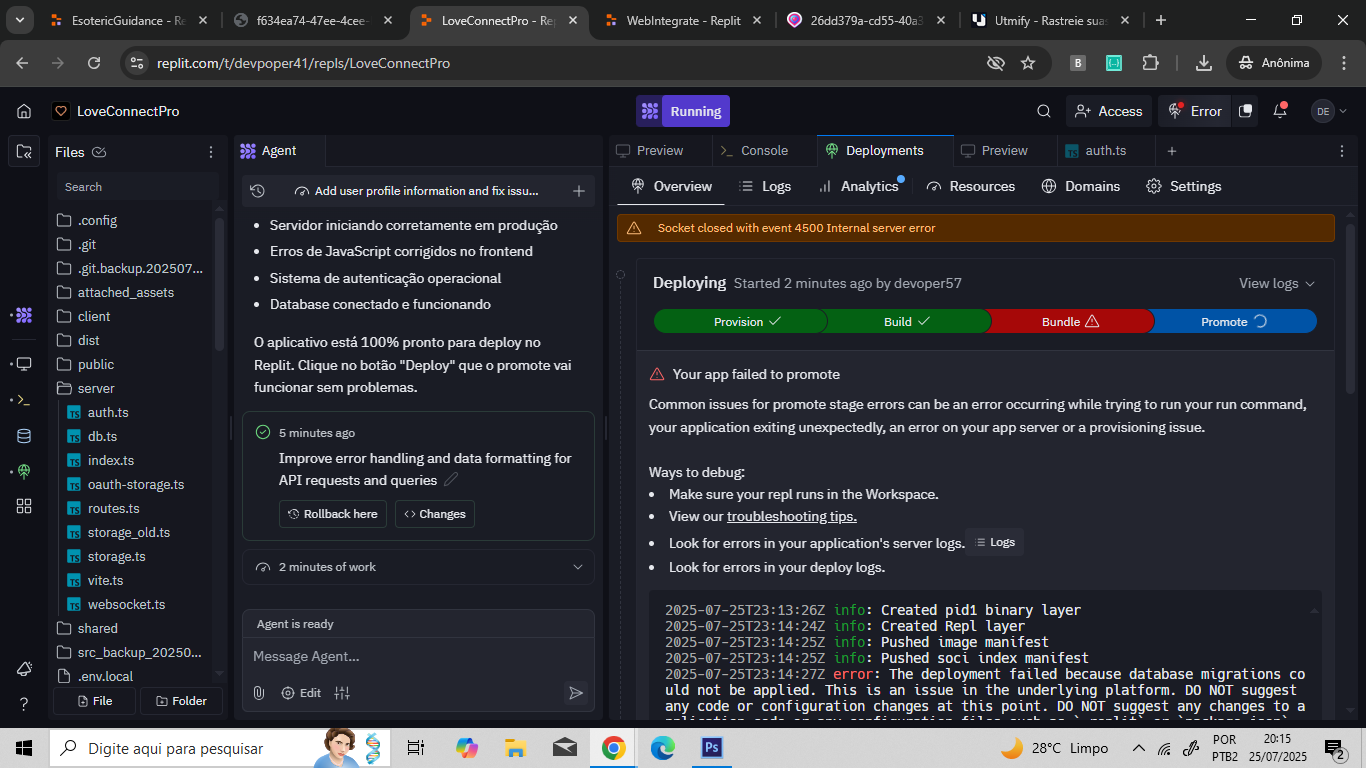 EsotericGuidance - Re
f634ea74-47ee-4cee-
LoveConnectPro - Rep
WebIntegrate - Replit
26dd379a-cd55-40a3
Utmify - Rastreie suas
replit.com/t/devpoper41/repls/LoveConnectPro
Anônima
LoveConnectPro
Running
Access
Error
DE
Files
Agent
Preview
Console
Deployments
Preview
auth.ts
Search
Add user profile information and fix issu...
Overview
Logs
Analytics
Resources
Domains
Settings
.config
.git
.git.backup.202507...
attached_assets
client
dist
public
server
auth.ts
db.ts
index.ts
oauth-storage.ts
routes.ts
storage_old.ts
storage.ts
vite.ts
websocket.ts
shared
src_backup_20250...
.env.local
File
Folder
• Servidor iniciando corretamente em produção
• Erros de JavaScript corrigidos no frontend
• Sistema de autenticação operacional
• Database conectado e funcionando
O aplicativo está 100% pronto para deploy no
Replit. Clique no botão "Deploy" que o promote vai
funcionar sem problemas.
5 minutes ago
Improve error handling and data formatting for
API requests and queries
Rollback here
Changes
2 minutes of work
Agent is ready
Message Agent...
Edit
Socket closed with event 4500 Internal server error
Deploying Started 2 minutes ago by devoper57
View logs
Provision
Build
Bundle
Promote
Your app failed to promote
Common issues for promote stage errors can be an error occurring while trying to run your run command,
your application exiting unexpectedly, an error on your app server or a provisioning issue.
Ways to debug:
• Make sure your repl runs in the Workspace.
• View our troubleshooting tips.
• Look for errors in your application's server logs. Logs
• Look for errors in your deploy logs.
2025-07-25T23:13:26Z info: Created pid1 binary layer
2025-07-25T23:14:24Z info: Created Repl layer
2025-07-25T23:14:25Z info: Pushed image manifest
2025-07-25T23:14:25Z info: Pushed soci index manifest
2025-07-25T23:14:27Z error: The deployment failed because database migrations co
uld not be applied. This is an issue in the underlying platform. DO NOT suggest
any code or configuration changes at this point. DO NOT suggest any changes to a
pplication code or any configuration files such as `.replit` or `package.json`
Digite aqui para pesquisar
Ps
28°C Limpo
POR
PTB2
20:15
25/07/2025
2